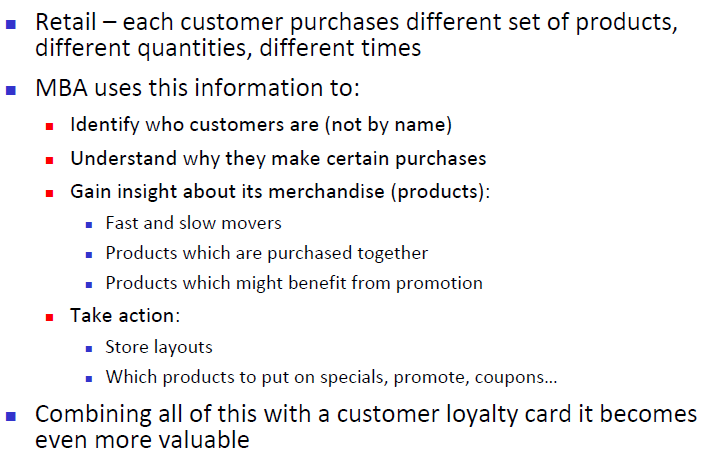 Retail – each customer purchases different set of products,
different quantities, different times
MBA uses this information to:
Identify who customers are (not by name)
Understand why they make certain purchases
Gain insight about its merchandise (products):
Fast and slow movers
Products which are purchased together
Products which might benefit from promotion
Take action:
Store layouts
Which products to put on specials, promote, coupons…
Combining all of this with a customer loyalty card it becomes
even more valuable